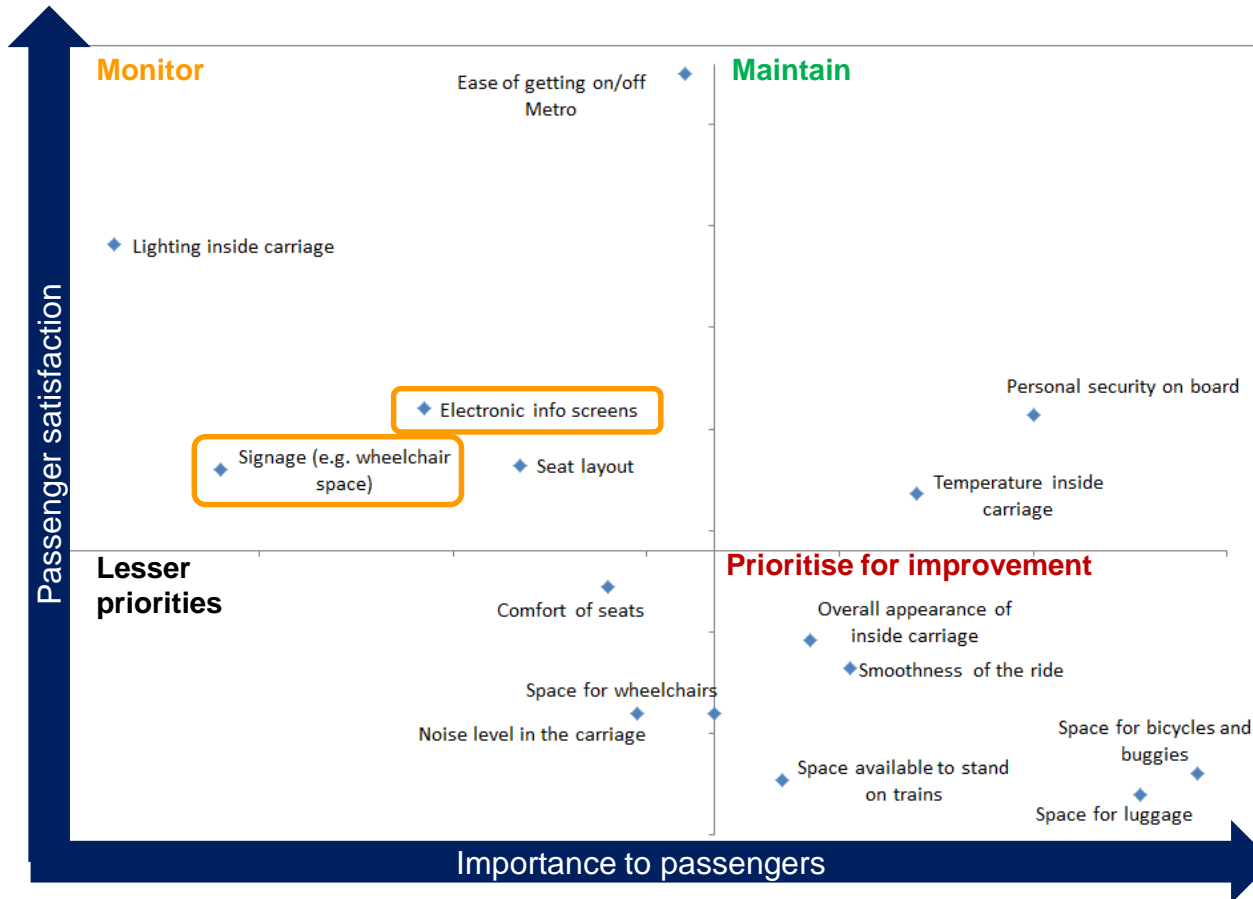 Monitor
Maintain
Ease of getting on/off
Metro
Lighting inside carriage
Personal security on board
Electronic info screens
Signage (e.g. wheelchair
space)
Seat layout
Temperature inside
carriage
Passenger satisfaction
Lesser
priorities
Prioritise for improvement
Comfort of seats
Overall appearance of
inside carriage
Smoothness of the ride
Space for wheelchairs
Noise level in the carriage
Space for bicycles and
buggies
Space available to stand
on trains
Space for luggage
Importance to passengers